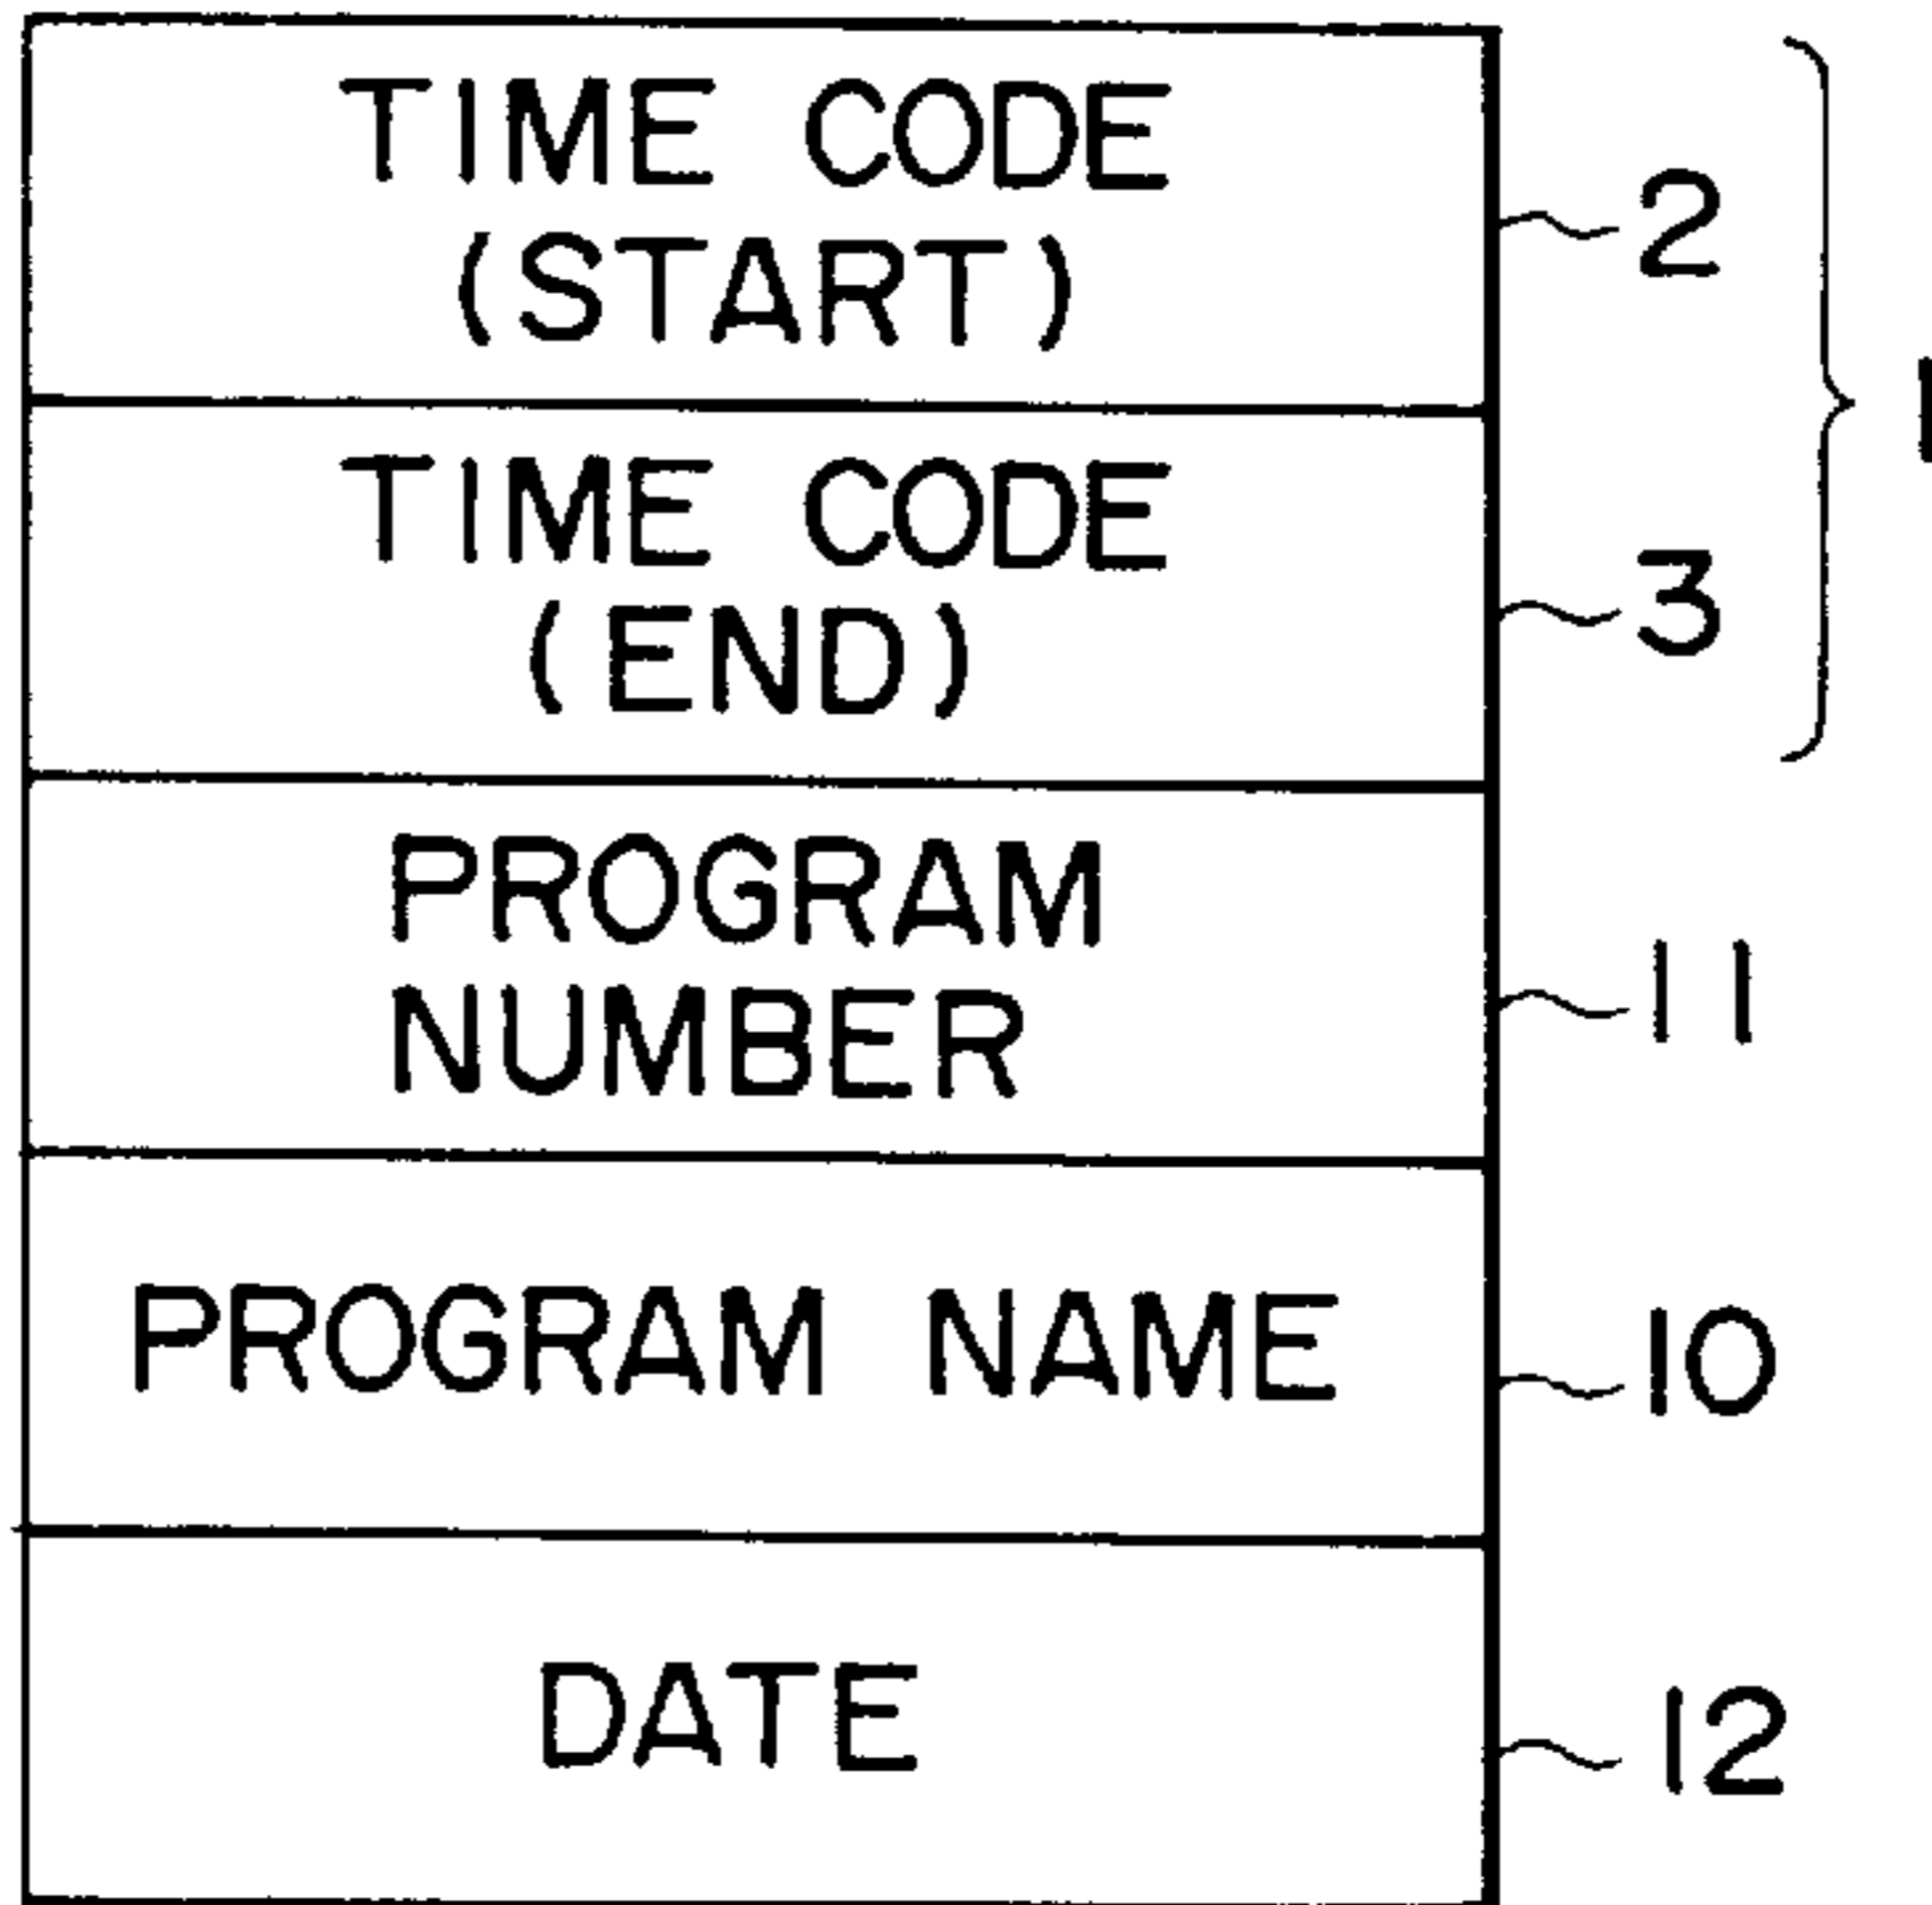 TIME CODE
(START)
2
1
TIME CODE
(END)
3
PROGRAM
NUMBER
11
PROGRAM NAME
10
DATE
12